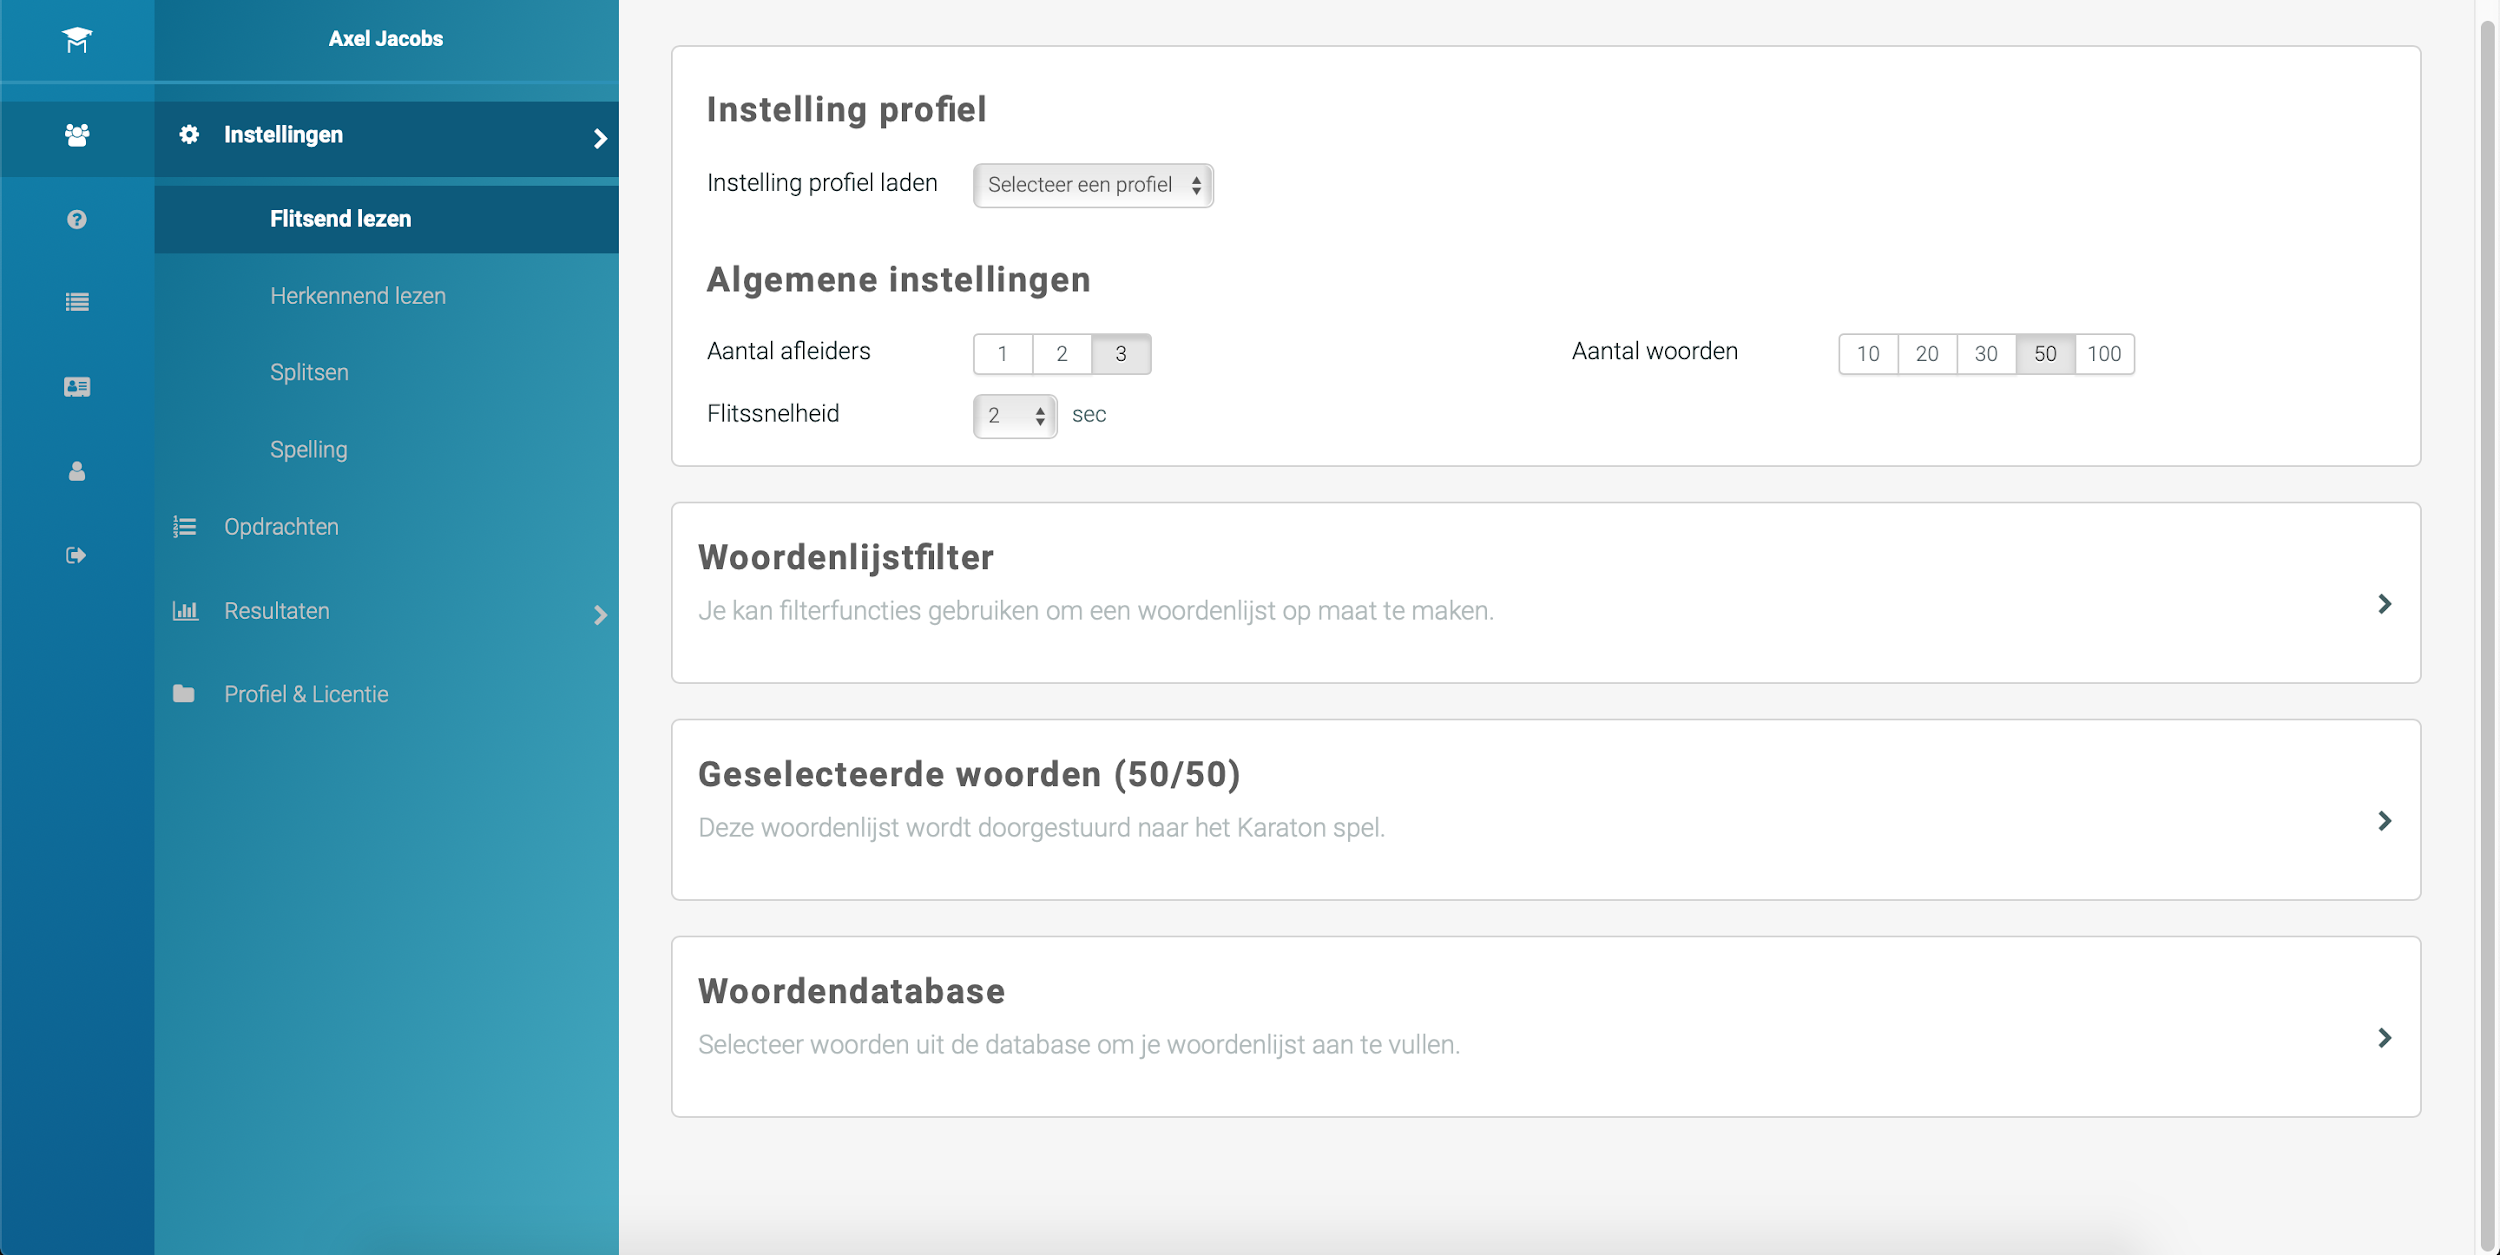 Axel Jacobs
Instellingen
Flitsend lezen
Herkennend lezen
Splitsen
Spelling
Opdrachten
Resultaten
Profiel & Licentie
Instelling profiel
Instelling profiel laden Selecteer een profiel
Algemene instellingen
Aantal afleiders 1 2 3 Aantal woorden 10 20 30 50 100
Flitssnelheid 2 sec
Woordenlijstfilter
Je kan filterfuncties gebruiken om een woordenlijst op maat te maken.
Geselecteerde woorden (50/50)
Deze woordenlijst wordt doorgestuurd naar het Karaton spel.
Woordendatabase
Selecteer woorden uit de database om je woordenlijst aan te vullen.